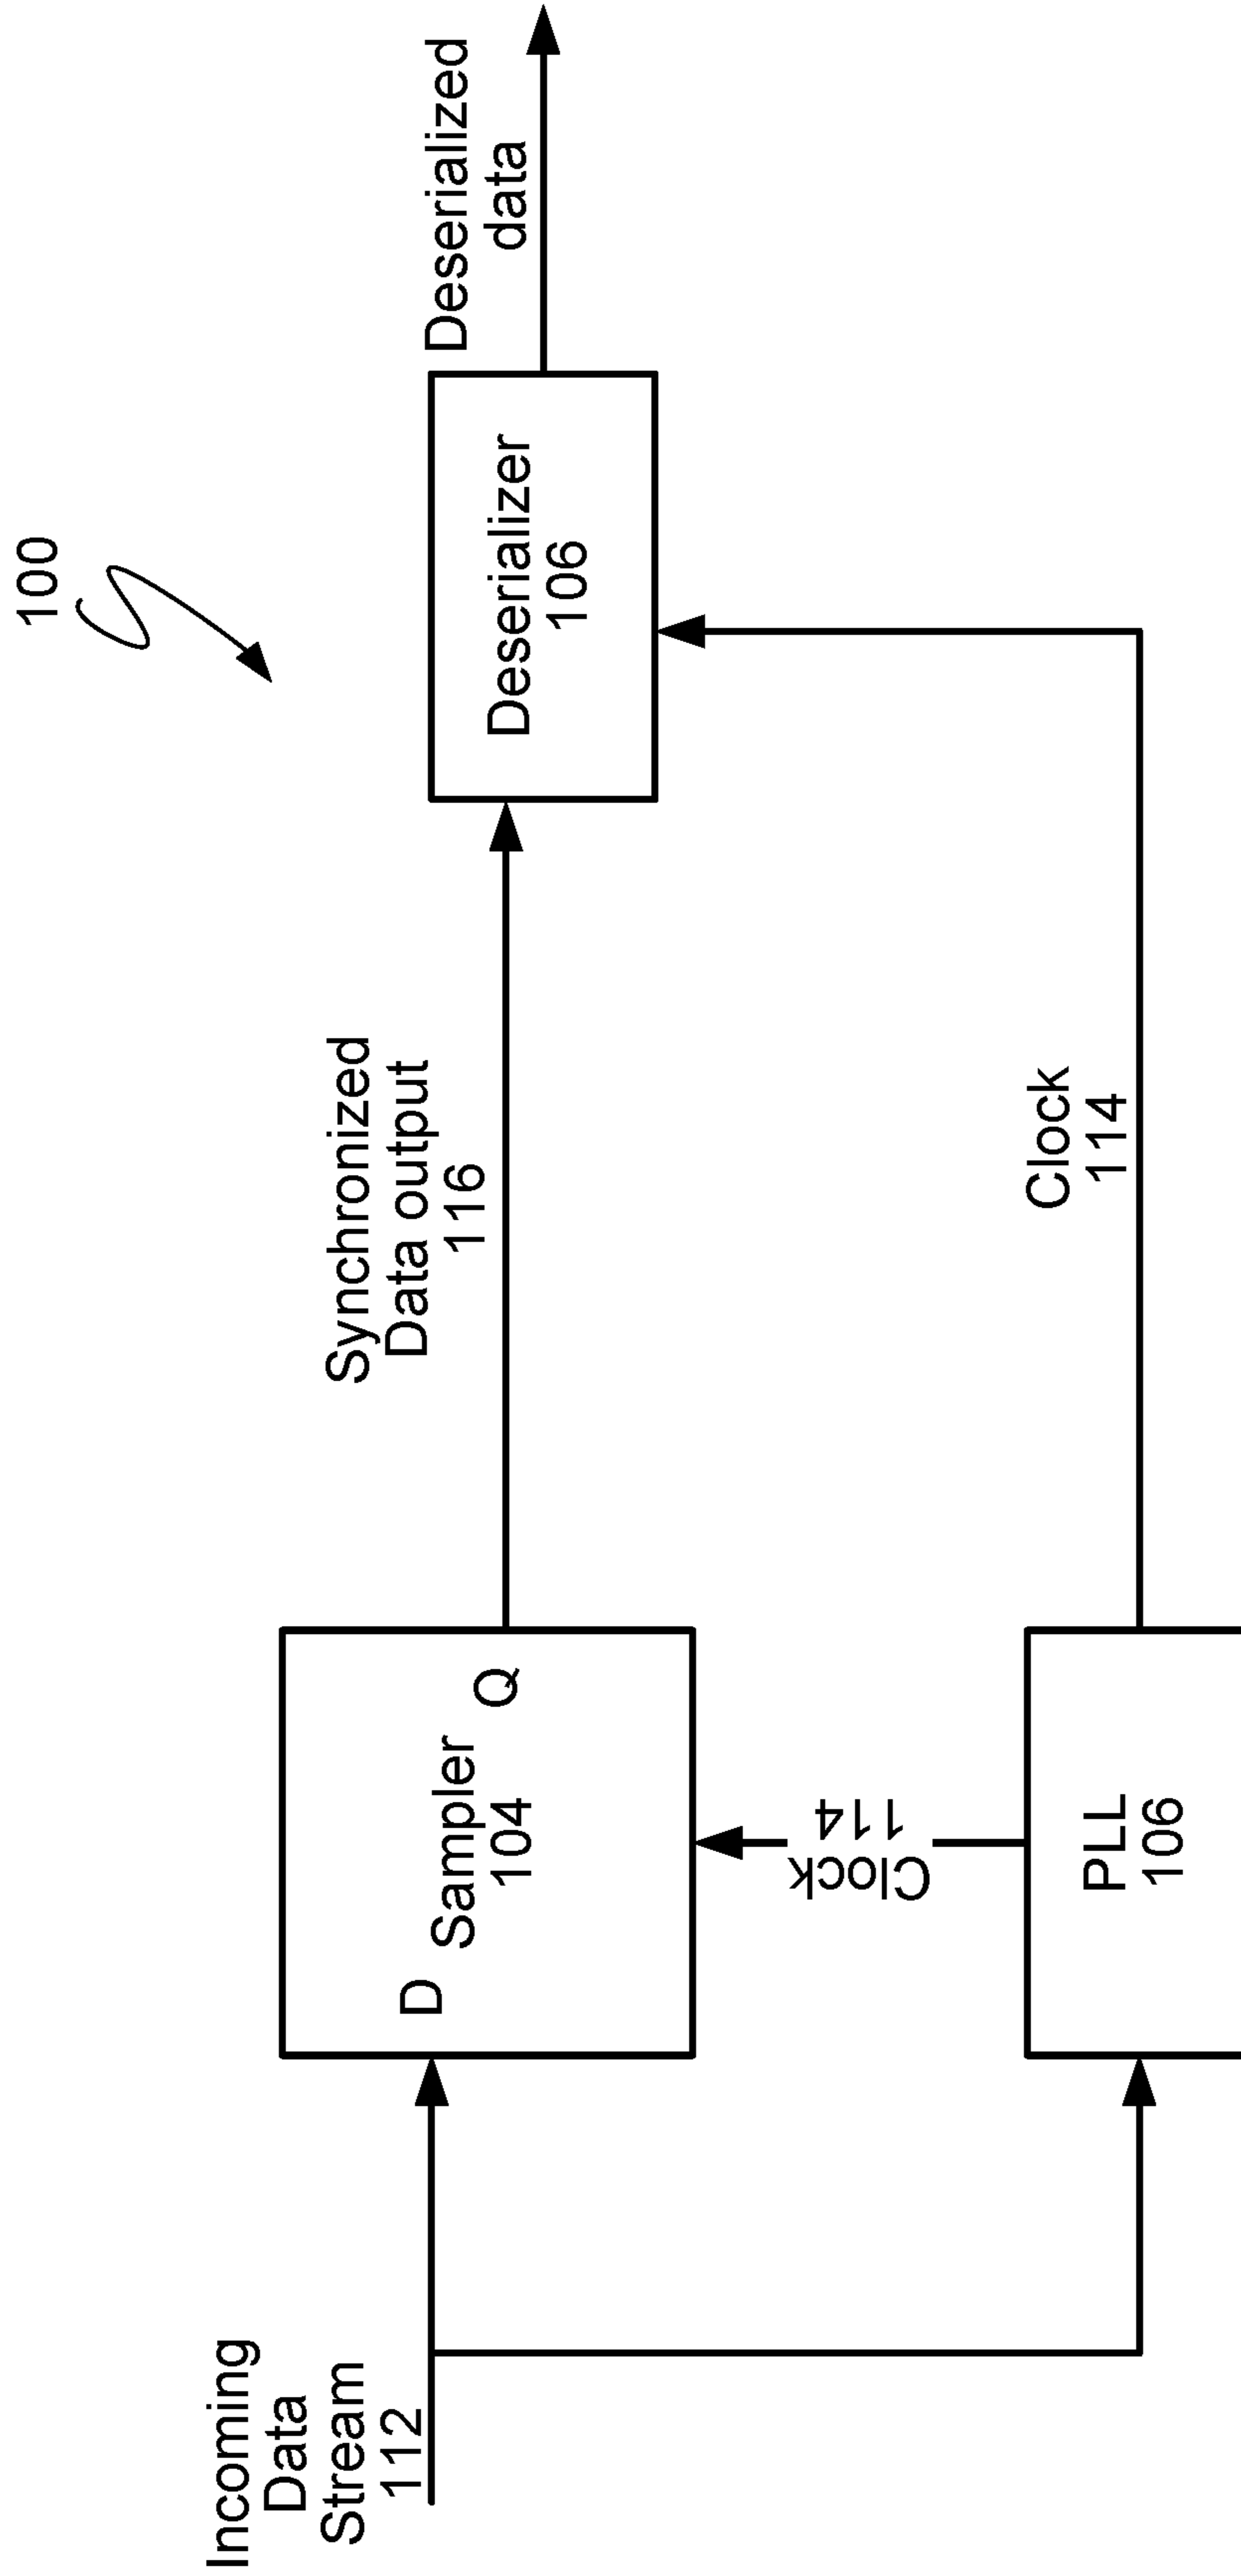 100
Incoming
Data
Stream
112
D
Sampler
104
Q
Synchronized
Data output
116
Deserializer
106
Deserialized
data
Clock
114
PLL
106
Clock
114